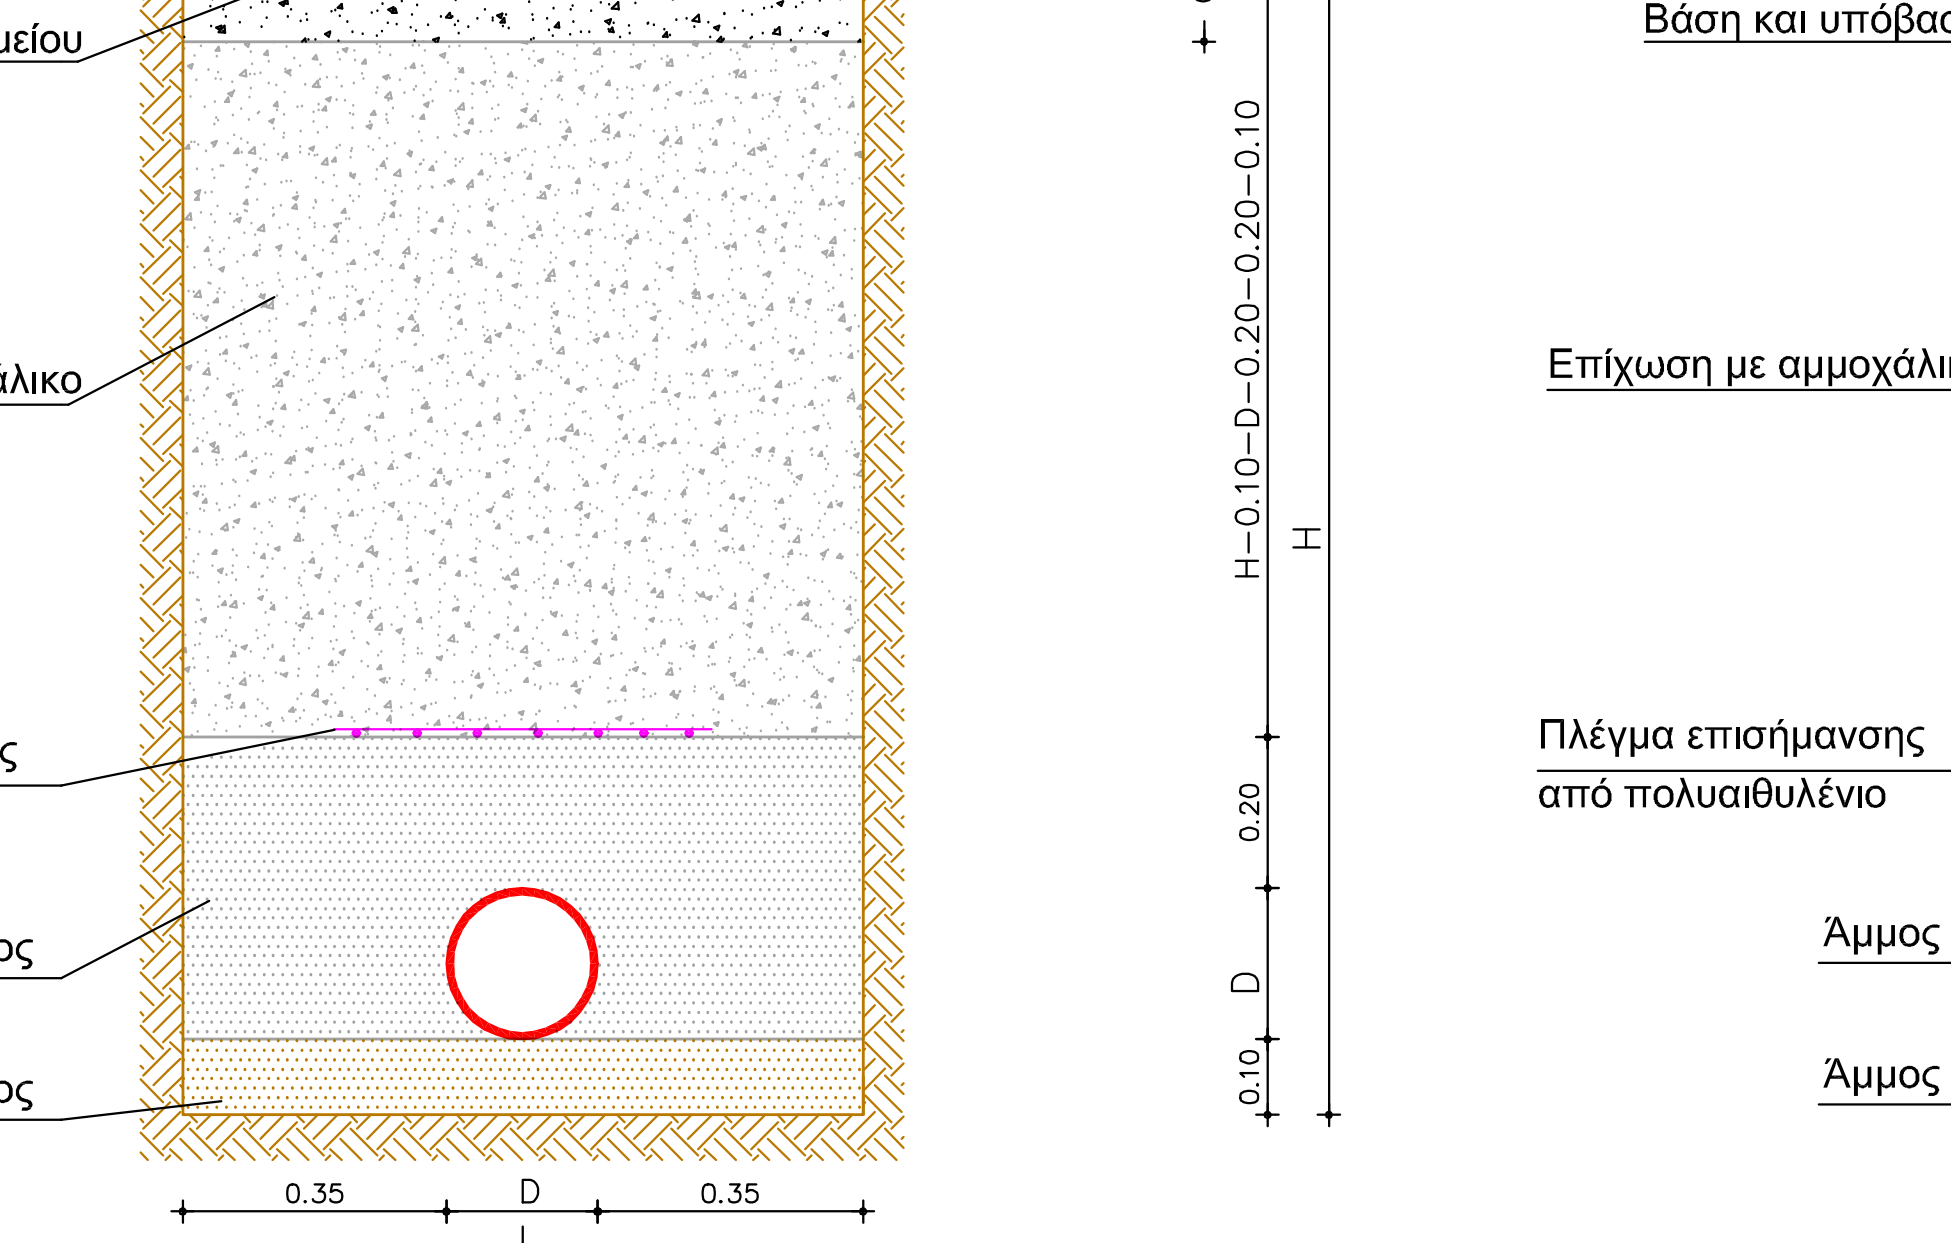 μείου
άλικο
ς
ος
ος
H-0.10-D-0.20-0.20-0.10
H
0.20
D
0.10
0.35
D
0.35
Βάση και υπόβασ
Επίχωση με αμμοχάλι
Πλέγμα επισήμανσης
από πολυαιθυλένιο
Άμμος
Άμμος